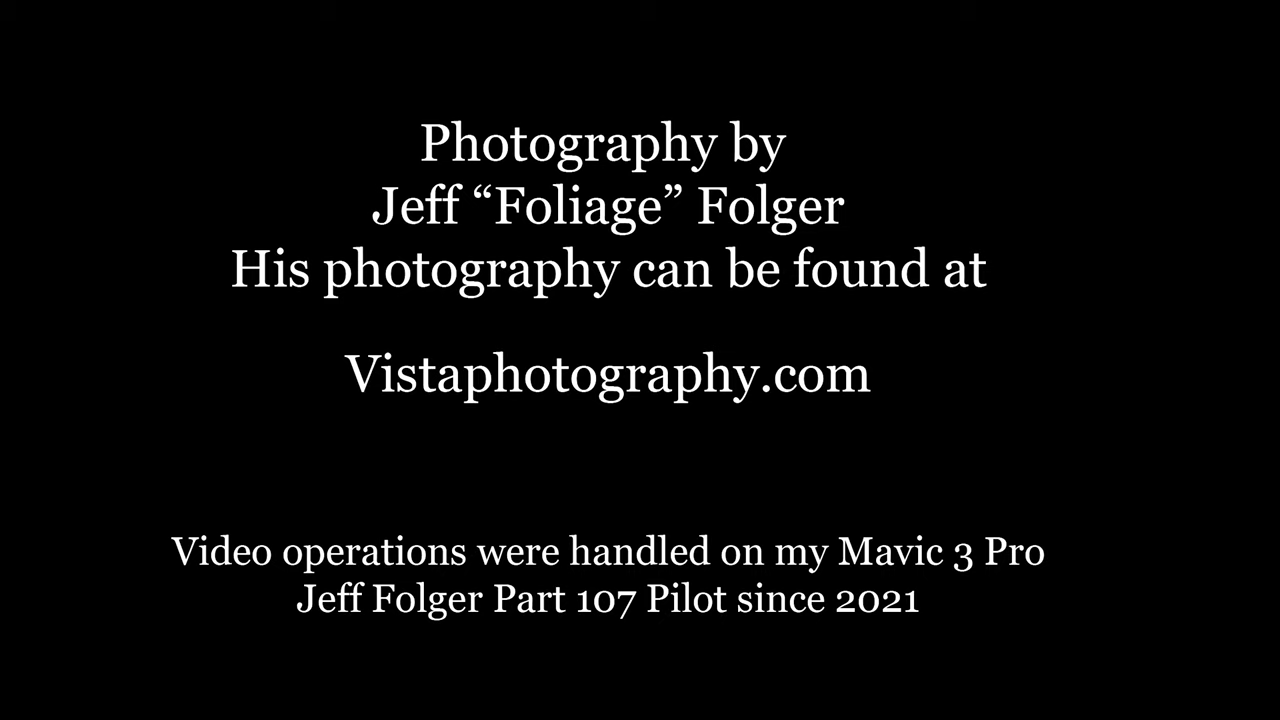 Photography by
Jeff “Foliage” Folger
His photography can be found at
Vistaphotography.com
Video operations were handled on my Mavic 3 Pro
Jeff Folger Part 107 Pilot since 2021